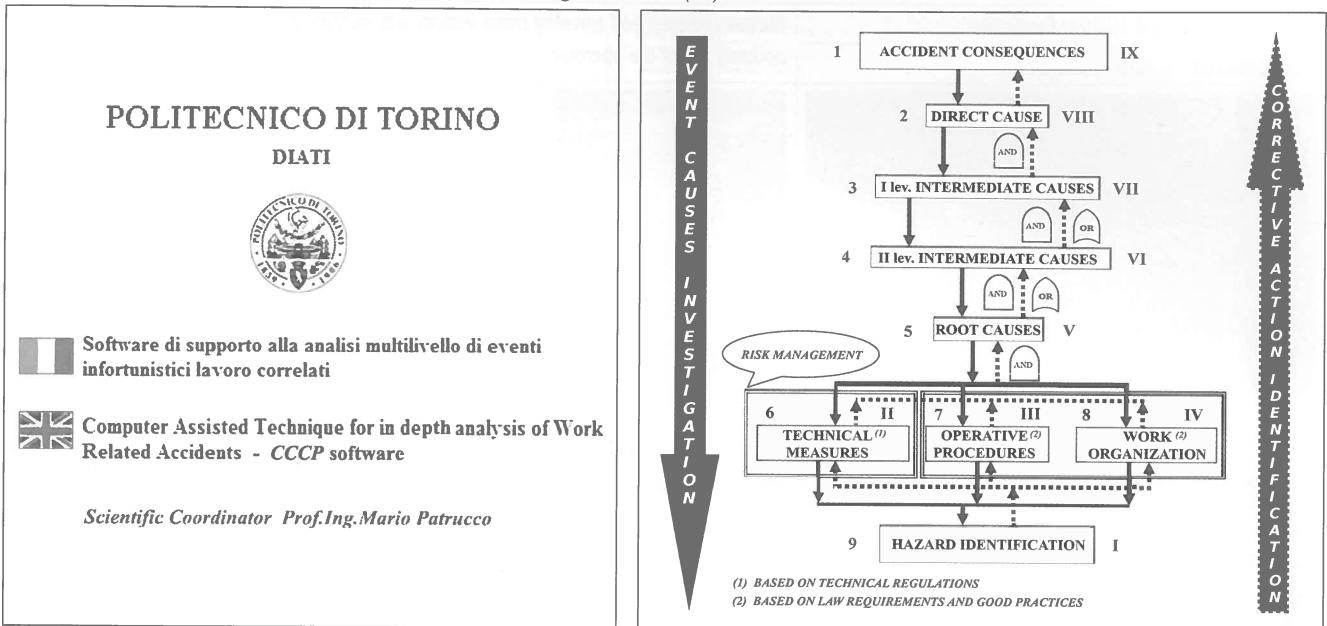 POLITECNICO DI TORINO
DIATI
POLITECNICO DI TORINO
1859 1906
Software di supporto alla analisi multilivello di eventi
infortunistici lavoro correlati
Computer Assisted Technique for in depth analysis of Work
Related Accidents - CCCP software
Scientific Coordinator Prof.Ing.Mario Patrucco
EVENT CAUSES INVESTIGATION
1 ACCIDENT CONSEQUENCES IX
2 DIRECT CAUSE VIII
AND
3 I lev. INTERMEDIATE CAUSES VII
AND OR
4 II lev. INTERMEDIATE CAUSES VI
AND OR
5 ROOT CAUSES V
RISK MANAGEMENT
AND
6 II 7 III 8 IV
TECHNICAL (1)
MEASURES
OPERATIVE (2)
PROCEDURES
WORK (2)
ORGANIZATION
9 HAZARD IDENTIFICATION I
(1) BASED ON TECHNICAL REGULATIONS
(2) BASED ON LAW REQUIREMENTS AND GOOD PRACTICES
CORRECTIVE ACTION IDENTIFICATION